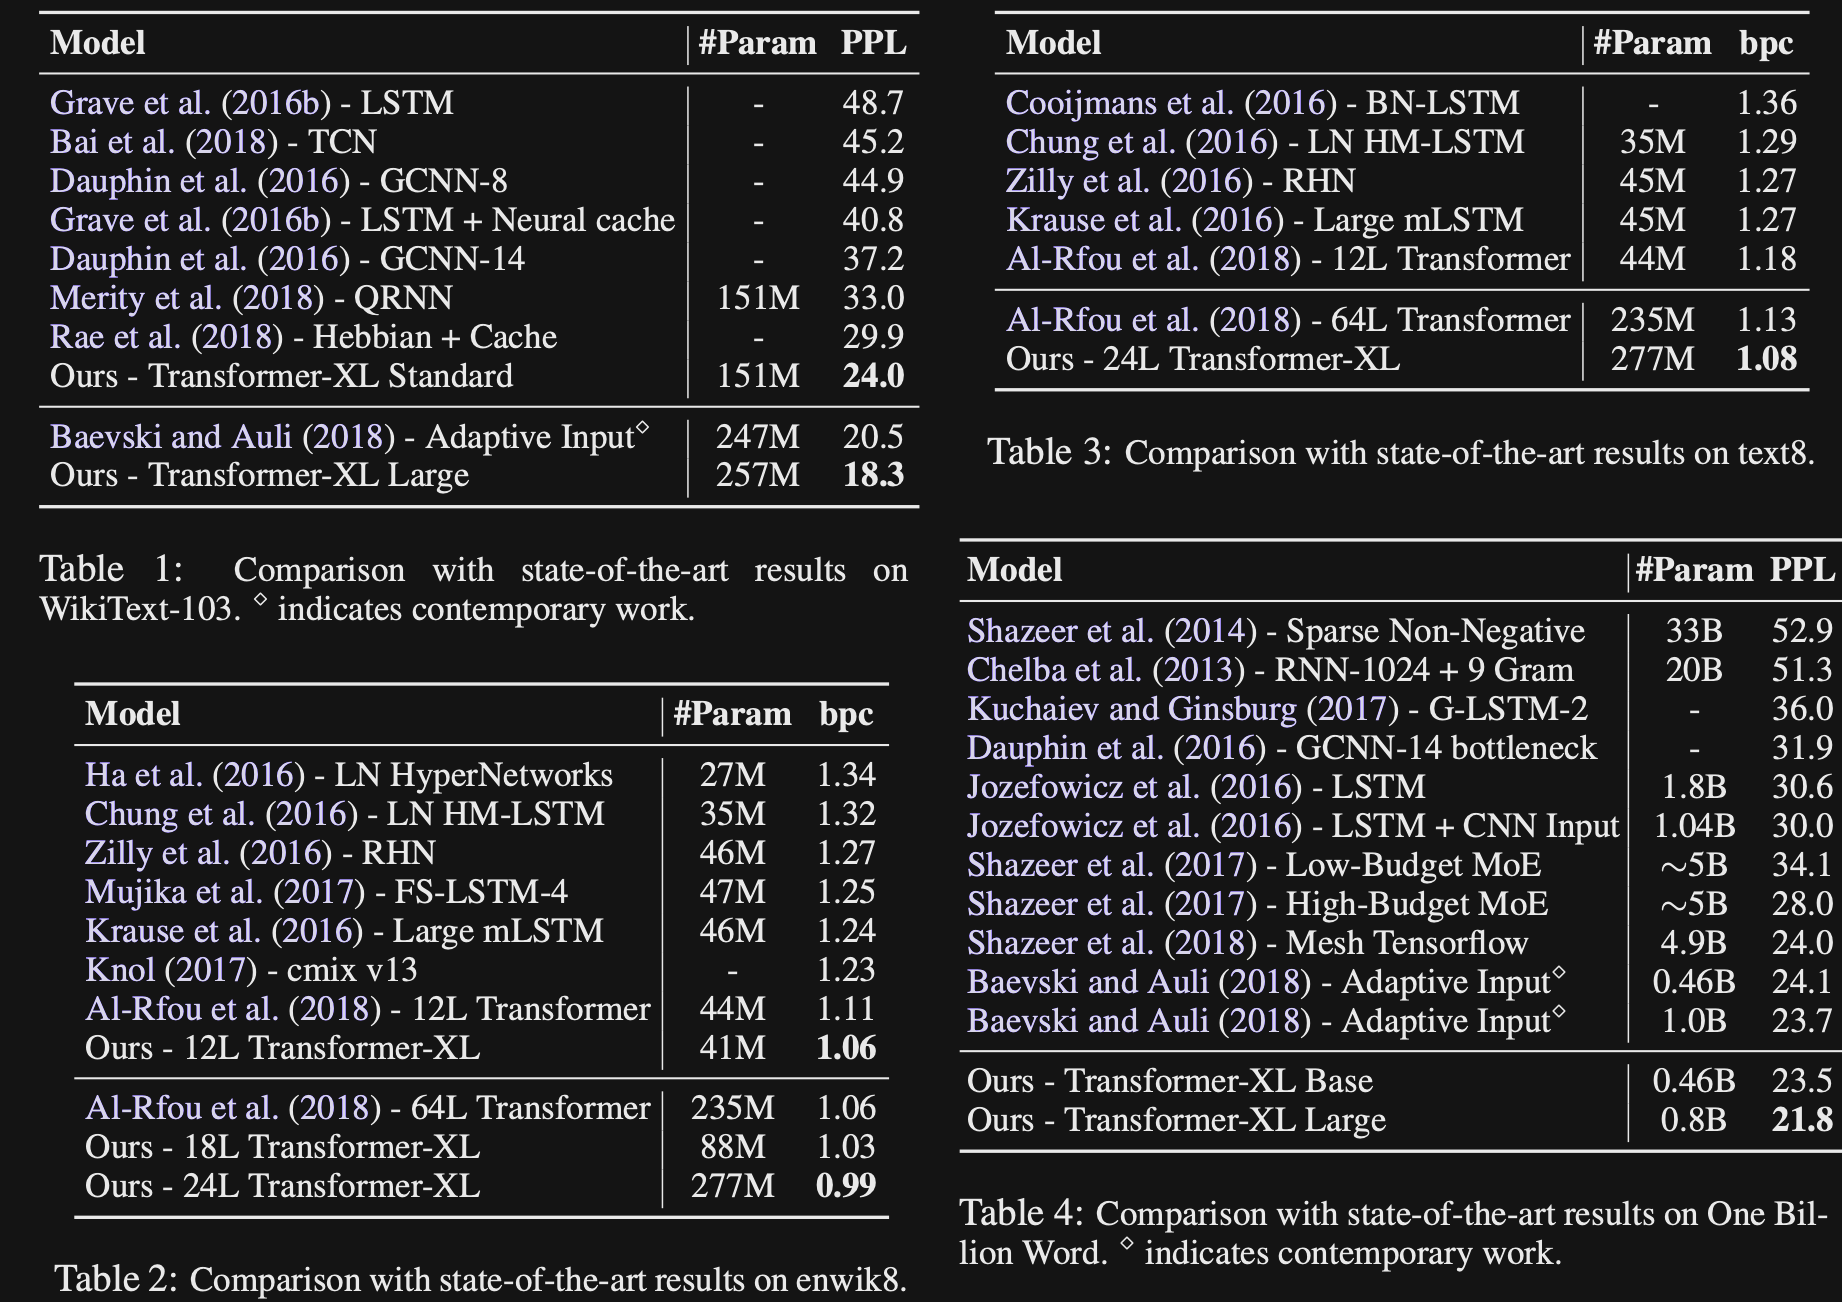 Model #Param PPL
Grave et al. (2016b) - LSTM - 48.7
Bai et al. (2018) - TCN - 45.2
Dauphin et al. (2016) - GCNN-8 - 44.9
Grave et al. (2016b) - LSTM + Neural cache - 40.8
Dauphin et al. (2016) - GCNN-14 - 37.2
Merity et al. (2018) - QRNN 151M 33.0
Rae et al. (2018) - Hebbian + Cache - 29.9
Ours - Transformer-XL Standard 151M 24.0
Baevski and Auli (2018) - Adaptive Input◇ 247M 20.5
Ours - Transformer-XL Large 257M 18.3
Table 1: Comparison with state-of-the-art results on
WikiText-103. ◇ indicates contemporary work.
Model #Param bpc
Ha et al. (2016) - LN HyperNetworks 27M 1.34
Chung et al. (2016) - LN HM-LSTM 35M 1.32
Zilly et al. (2016) - RHN 46M 1.27
Mujika et al. (2017) - FS-LSTM-4 47M 1.25
Krause et al. (2016) - Large mLSTM 46M 1.24
Knol (2017) - cmix v13 - 1.23
Al-Rfou et al. (2018) - 12L Transformer 44M 1.11
Ours - 12L Transformer-XL 41M 1.06
Al-Rfou et al. (2018) - 64L Transformer 235M 1.06
Ours - 18L Transformer-XL 88M 1.03
Ours - 24L Transformer-XL 277M 0.99
Table 2: Comparison with state-of-the-art results on enwik8.
Model #Param bpc
Cooijmans et al. (2016) - BN-LSTM - 1.36
Chung et al. (2016) - LN HM-LSTM 35M 1.29
Zilly et al. (2016) - RHN 45M 1.27
Krause et al. (2016) - Large mLSTM 45M 1.27
Al-Rfou et al. (2018) - 12L Transformer 44M 1.18
Al-Rfou et al. (2018) - 64L Transformer 235M 1.13
Ours - 24L Transformer-XL 277M 1.08
Table 3: Comparison with state-of-the-art results on text8.
Model #Param PPL
Shazeer et al. (2014) - Sparse Non-Negative 33B 52.9
Chelba et al. (2013) - RNN-1024 + 9 Gram 20B 51.3
Kuchaiev and Ginsburg (2017) - G-LSTM-2 - 36.0
Dauphin et al. (2016) - GCNN-14 bottleneck - 31.9
Jozefowicz et al. (2016) - LSTM 1.8B 30.6
Jozefowicz et al. (2016) - LSTM + CNN Input 1.04B 30.0
Shazeer et al. (2017) - Low-Budget MoE ∼5B 34.1
Shazeer et al. (2017) - High-Budget MoE ∼5B 28.0
Shazeer et al. (2018) - Mesh Tensorflow 4.9B 24.0
Baevski and Auli (2018) - Adaptive Input◇ 0.46B 24.1
Baevski and Auli (2018) - Adaptive Input◇ 1.0B 23.7
Ours - Transformer-XL Base 0.46B 23.5
Ours - Transformer-XL Large 0.8B 21.8
Table 4: Comparison with state-of-the-art results on One Bil-
lion Word. ◇ indicates contemporary work.